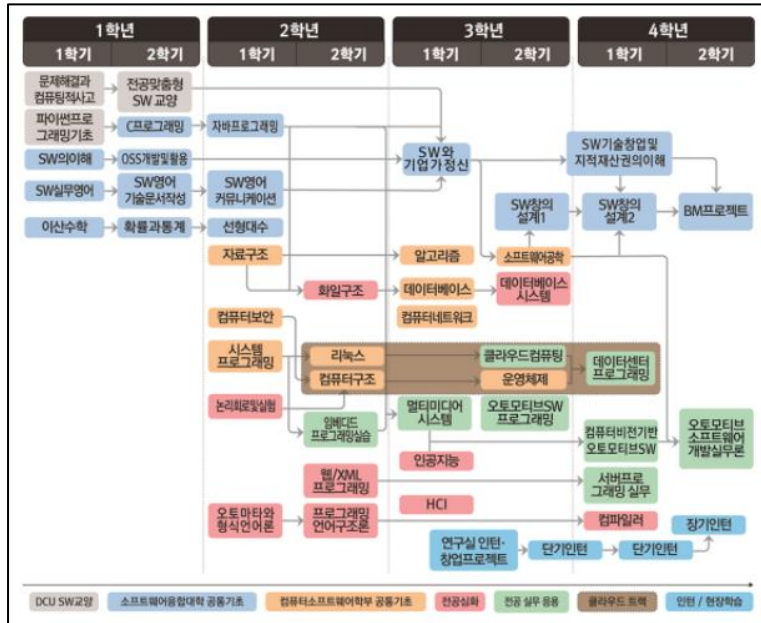 1학년
2학년
3학년
4학년
1학기
2학기
1학기
2학기
1학기
2학기
1학기
2학기
문제해결과
컴퓨팅적사고
전공맞춤형
SW 교양
파이썬프로
그래밍기초
C프로그래밍
자바프로그래밍
SW의이해
OSS개발및활용
SW와
기업가정신
SW기술창업및
지적재산권의이해
SW실무영어
SW영어
기술문서작성
SW영어
커뮤니케이션
SW창의
설계1
SW창의
설계2
BM프로젝트
이산수학
확률과통계
선형대수
자료구조
알고리즘
소프트웨어공학
화일구조
데이터베이스
데이터베이스
시스템
컴퓨터보안
컴퓨터네트워크
시스템
프로그래밍
리눅스
클라우드컴퓨팅
데이터센터
프로그래밍
컴퓨터구조
운영체제
논리회로및실험
임베디드
프로그래밍실습
멀티미디어
시스템
오토모티브SW
프로그래밍
컴퓨터비전기반
오토모티브SW
오토모티브
소프트웨어
개발실무론
인공지능
웹/XML
프로그래밍
서버프로
그래밍 실무
HCI
오토마타와
형식언어론
프로그래밍
언어구조론
컴파일러
장기인턴
연구실 인턴·
창업프로젝트
단기인턴
단기인턴
DCU SW교양
소프트웨어융합대학 공통기초
컴퓨터소프트웨어학부 공통기초
전공심화
전공 실무 응용
클라우드 트랙
인턴 / 현장학습